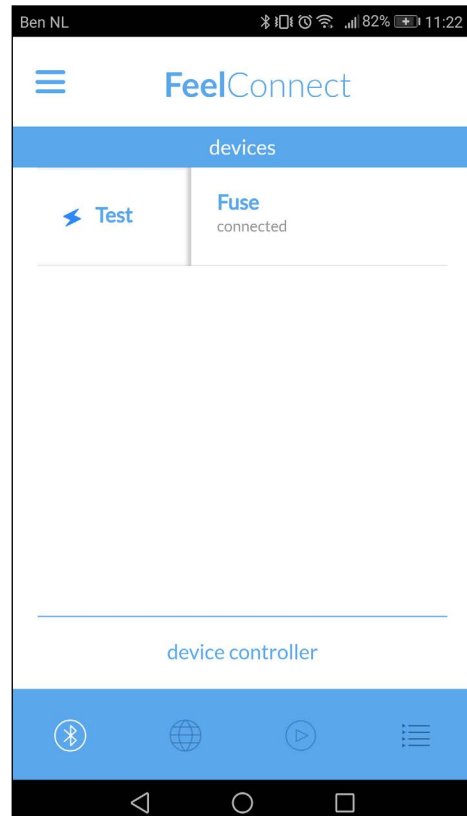 Ben NL 82% 11:22
FeelConnect
devices
Test
Fuse
connected
device controller